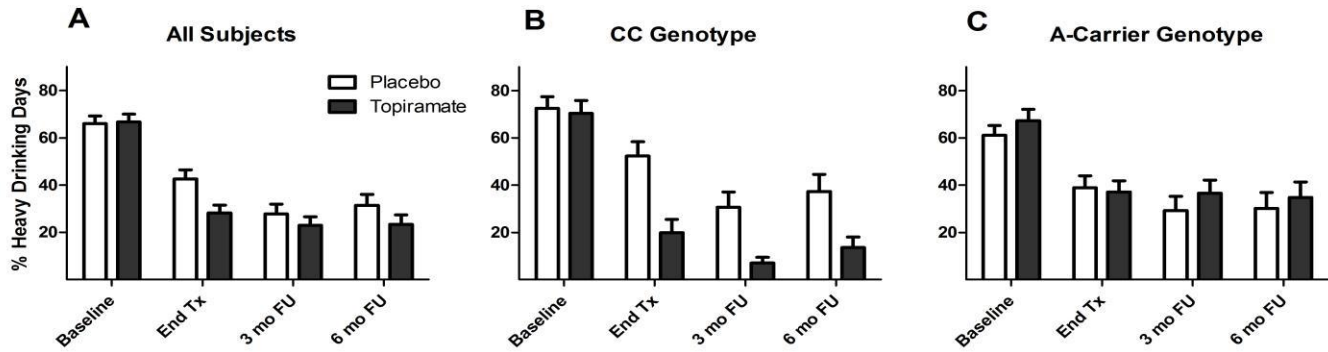 A
All Subjects
% Heavy Drinking Days
80
60
40
20
Placebo
Topiramate
Baseline
End Tx
3 mo FU
6 mo FU
B
CC Genotype
80
60
40
20
Baseline
End Tx
3 mo FU
6 mo FU
C
A-Carrier Genotype
80
60
40
20
Baseline
End Tx
3 mo FU
6 mo FU